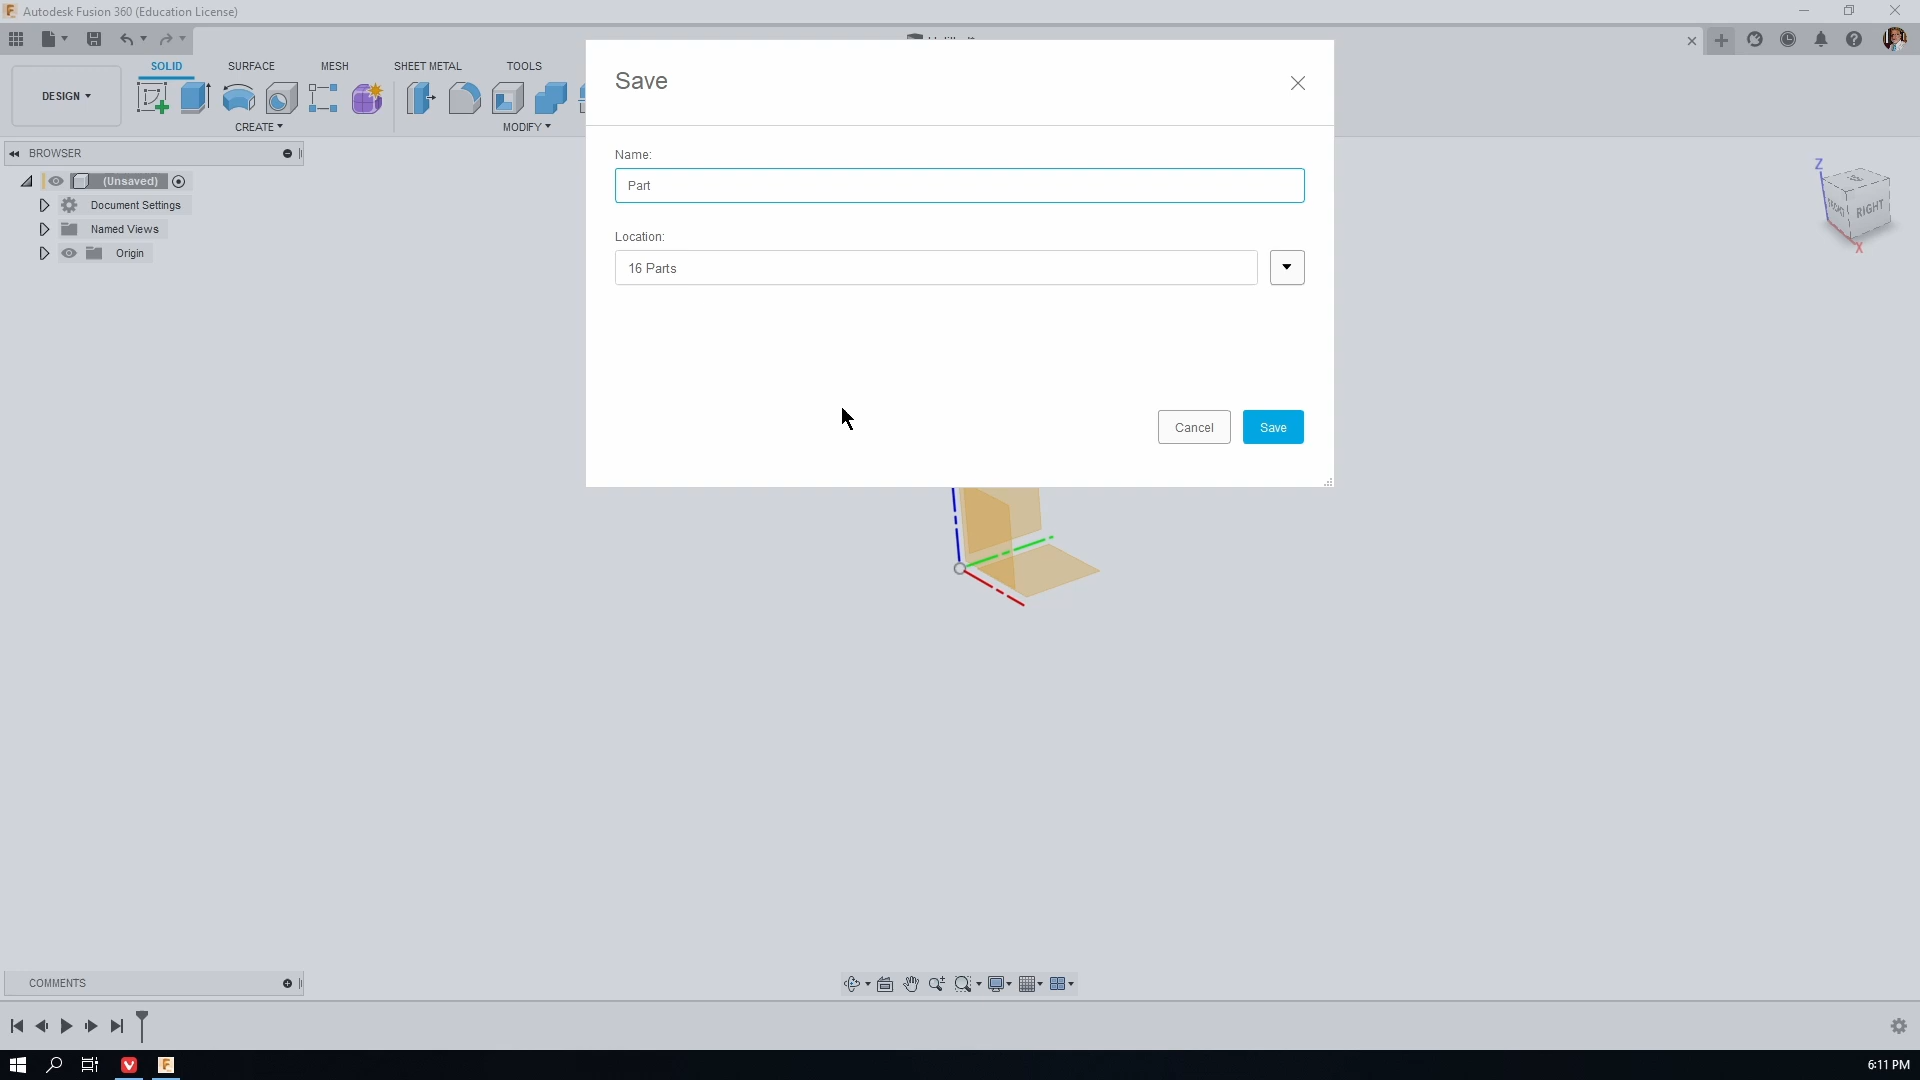 Autodesk Fusion 360 (Education License)
SOLID
SURFACE
MESH
SHEET METAL
TOOLS
DESIGN
CREATE
MODIFY
BROWSER
(Unsaved)
Document Settings
Named Views
Origin
Save
Name:
Part
Location:
16 Parts
Cancel
Save
Z
RIGHT
X
COMMENTS
6:11 PM